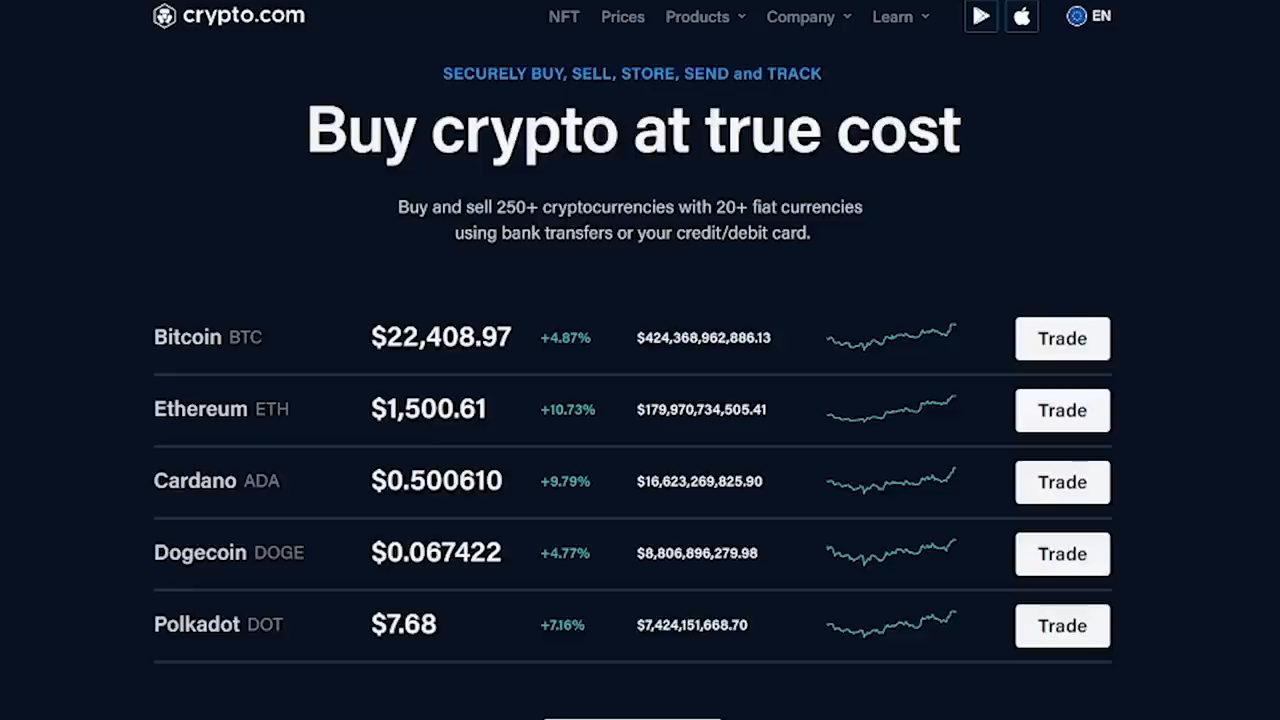 crypto.com NFT Prices Products Company Learn EN
SECURELY BUY, SELL, STORE, SEND and TRACK
Buy crypto at true cost
Buy and sell 250+ cryptocurrencies with 20+ fiat currencies
using bank transfers or your credit/debit card.
Bitcoin BTC $22,408.97 +4.87% $424,368,962,886.13 Trade
Ethereum ETH $1,500.61 +10.73% $179,970,734,505.41 Trade
Cardano ADA $0.500610 +9.79% $16,623,269,825.90 Trade
Dogecoin DOGE $0.067422 +4.77% $8,806,896,279.98 Trade
Polkadot DOT $7.68 +7.16% $7,424,151,668.70 Trade